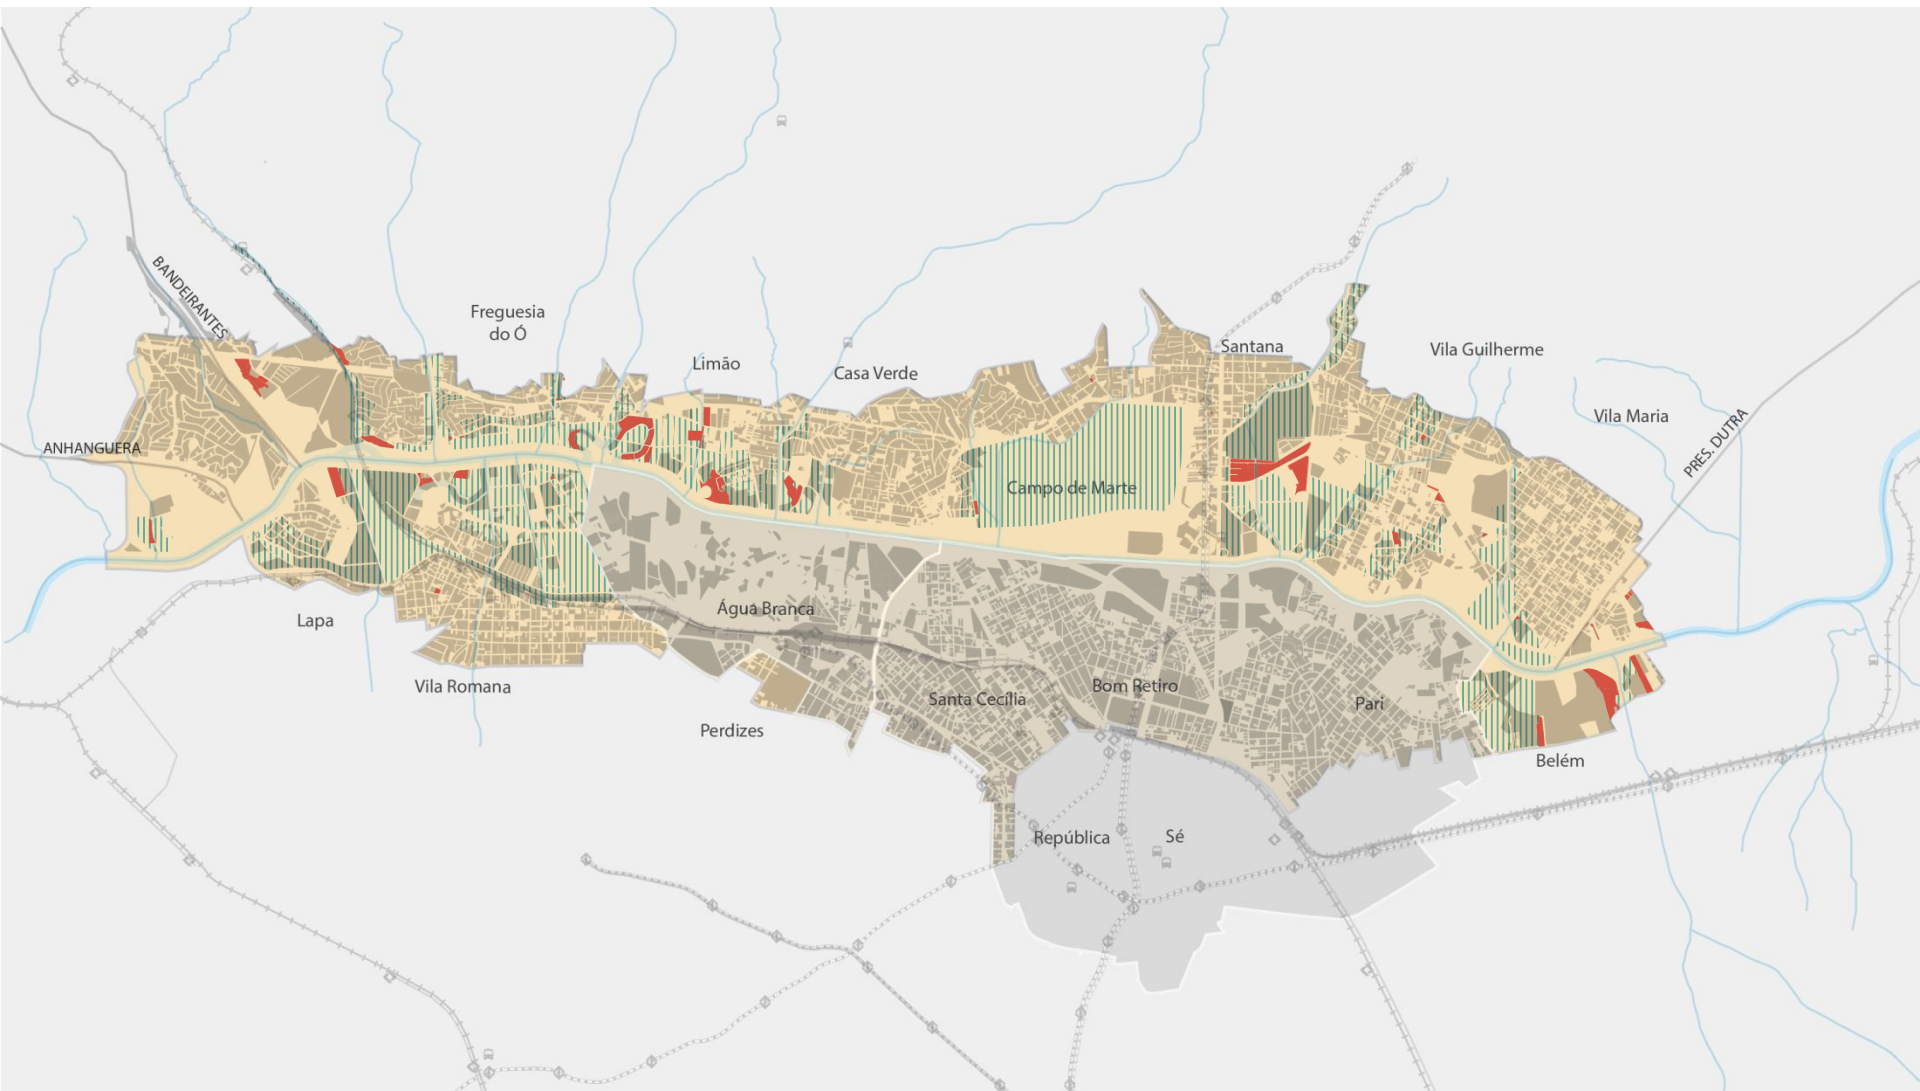 BANDEIRANTES
Freguesia
do Ó
Santana
Vila Guilherme
Limão
Casa Verde
Vila Maria
PRES. DUTRA
ANHANGUERA
Campo de Marte
Água Branca
Lapa
Vila Romana
Santa Cecília
Bom Retiro
Pari
Perdizes
Belém
República
Sé